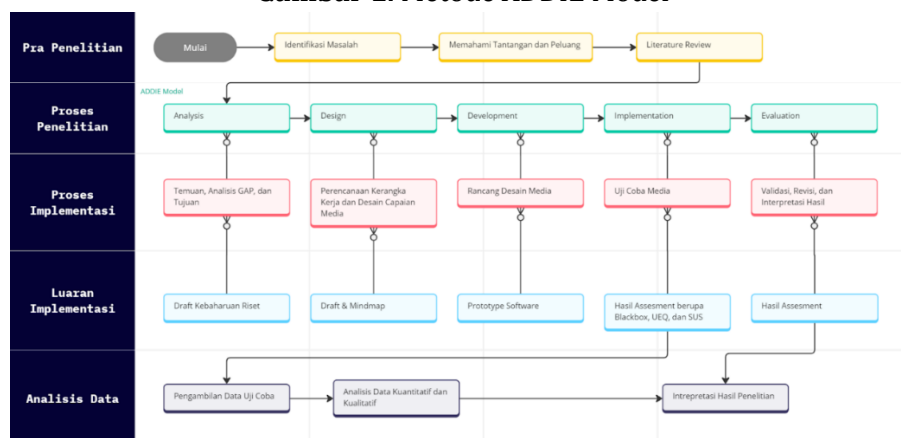 Gambar 2. Metode ADDIE Model
Pra Penelitian
Mulai
Identifikasi Masalah
Memahami Tantangan dan Peluang
Literature Review
ADDIE Model
Proses
Penelitian
Analysis
Design
Development
Implementation
Evaluation
Proses
Implementasi
Temuan, Analisis GAP, dan
Tujuan
Perencanaan Kerangka
Kerja dan Desain Capaian
Media
Rancang Desain Media
Uji Coba Media
Validasi, Revisi, dan
Interpretasi Hasil
Luaran
Implementasi
Draft Kebaharuan Riset
Draft & Mindmap
Prototype Software
Hasil Assesment berupa
Blackbox, UEQ, dan SUS
Hasil Assesment
Analisis Data
Pengambilan Data Uji Coba
Analisis Data Kuantitatif dan
Kualitatif
Intrepretasi Hasil Penelitian